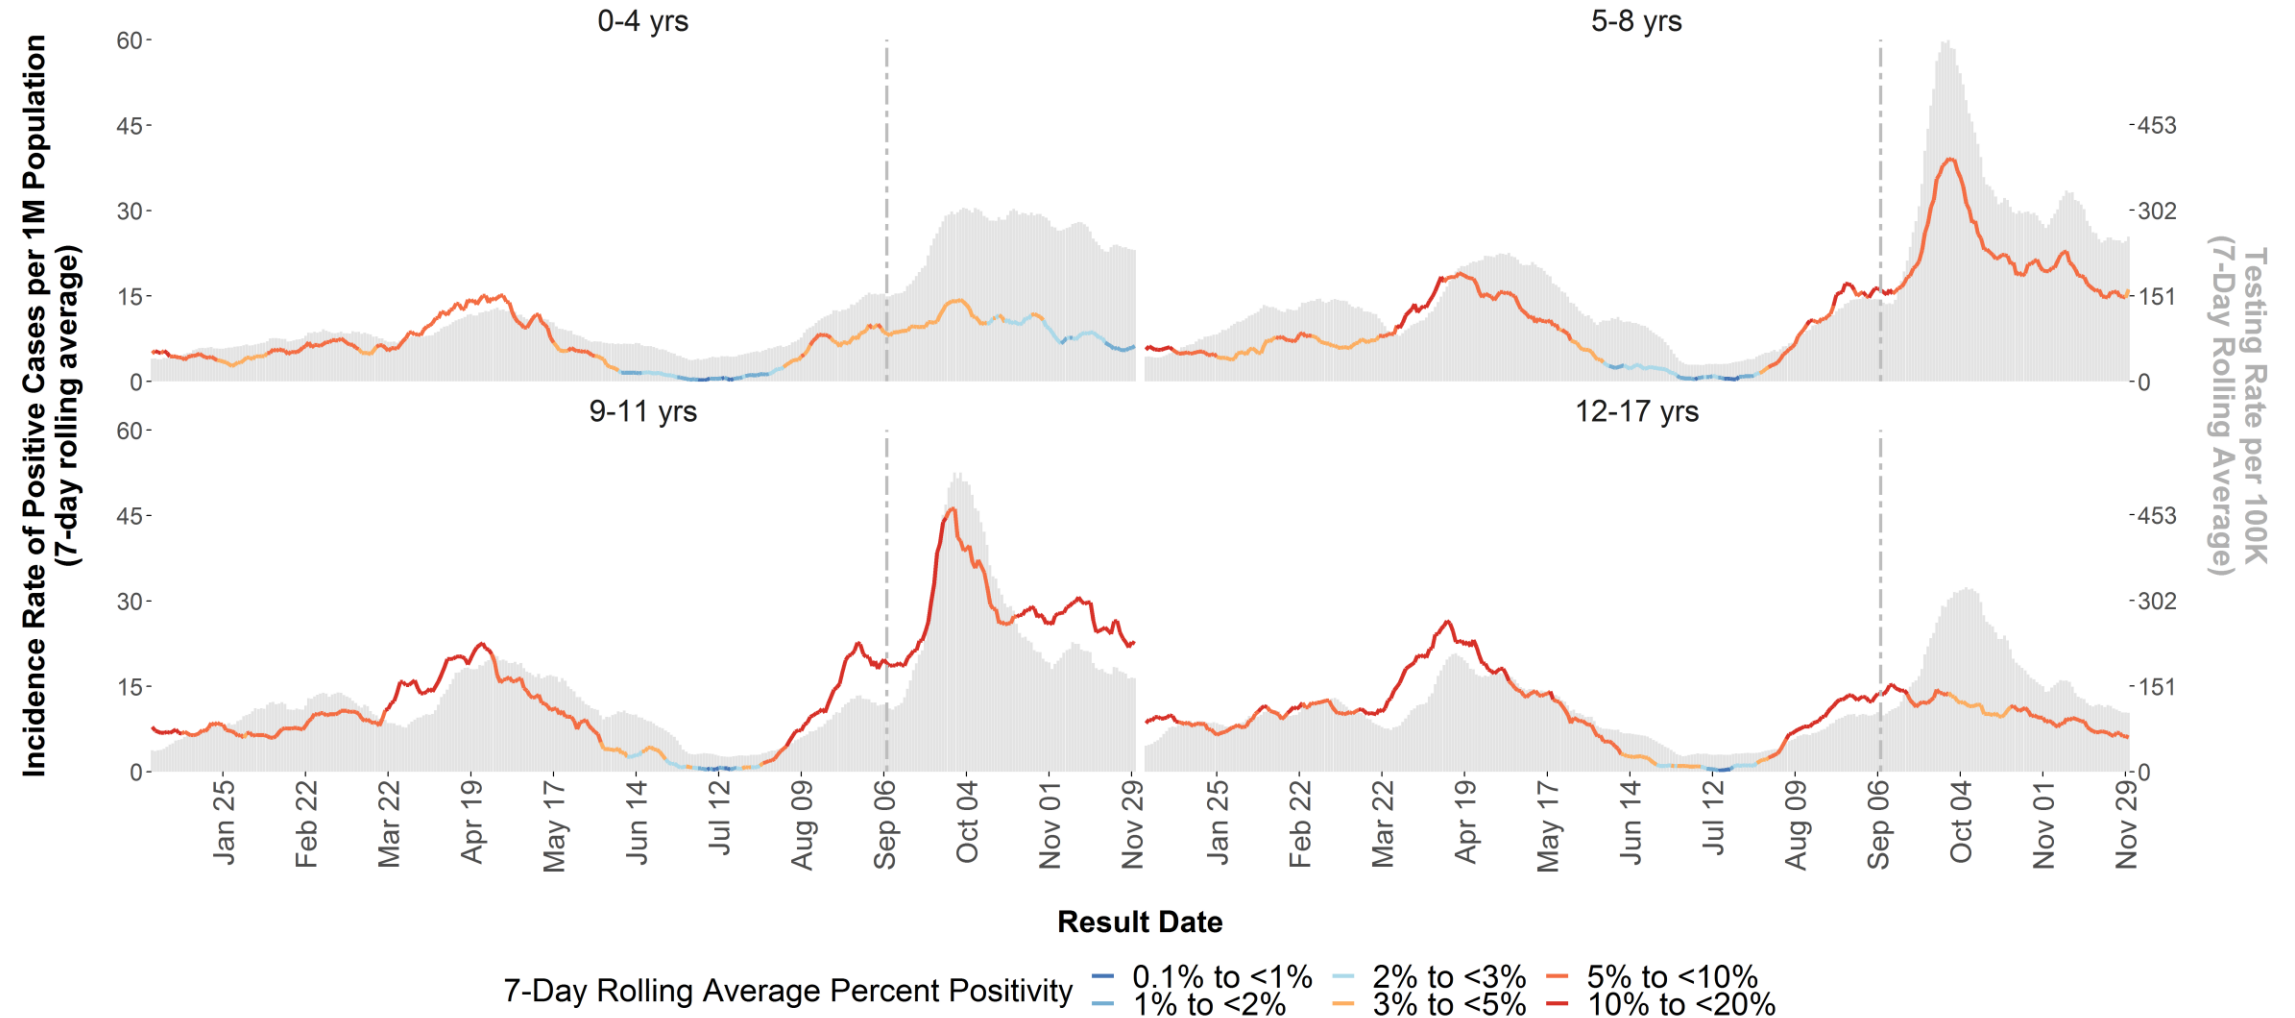 0-4 yrs
5-8 yrs
60
45
30
15
0
453
302
151
0
9-11 yrs
12-17 yrs
60
45
30
15
0
453
302
151
0
Incidence Rate of Positive Cases per 1M Population
(7-day rolling average)
Testing Rate per 100K
(7-Day Rolling Average)
Jan 25 Feb 22 Mar 22 Apr 19 May 17 Jun 14 Jul 12 Aug 09 Sep 06 Oct 04 Nov 01 Nov 29
Jan 25 Feb 22 Mar 22 Apr 19 May 17 Jun 14 Jul 12 Aug 09 Sep 06 Oct 04 Nov 01 Nov 29
Result Date
7-Day Rolling Average Percent Positivity
0.1% to <1% 2% to <3% 5% to <10%
1% to <2% 3% to <5% 10% to <20%